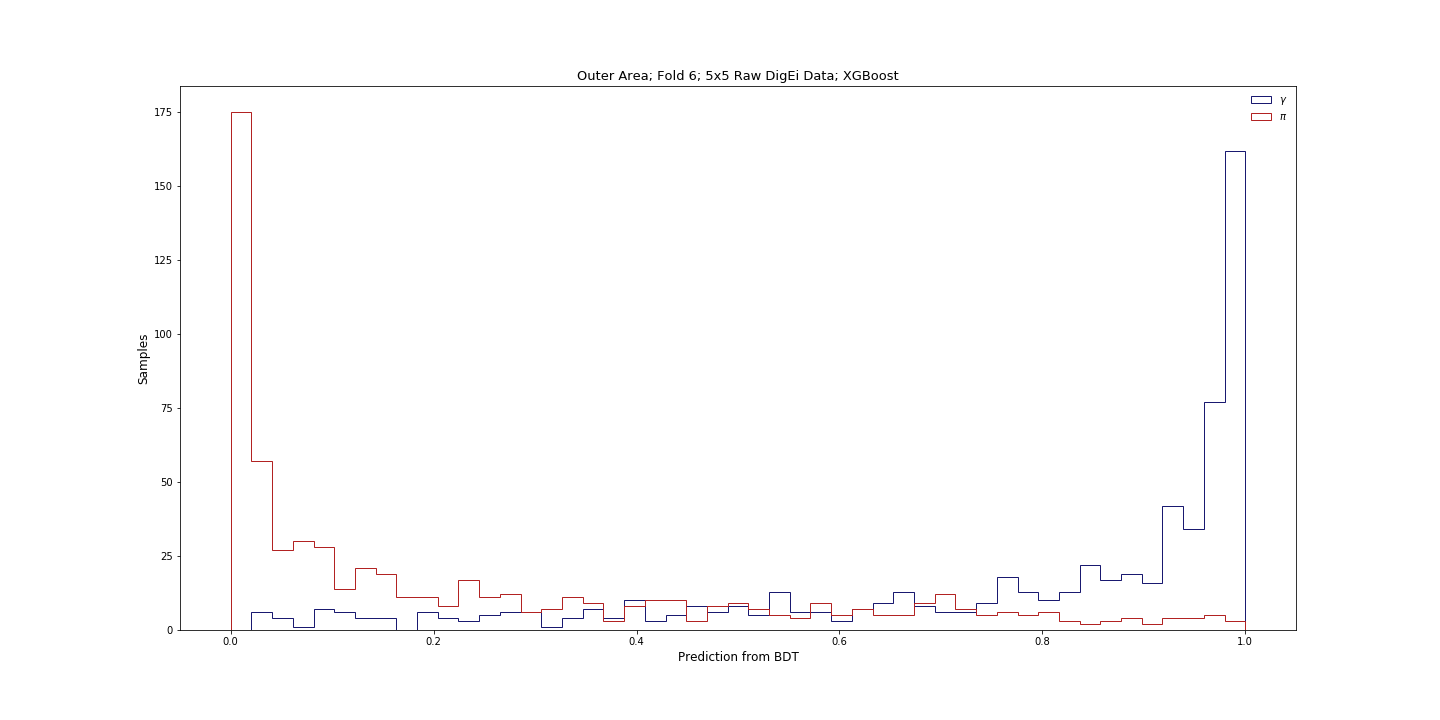 Outer Area; Fold 6; 5x5 Raw DigEi Data; XGBoost
γ
π
175
150
125
100
75
50
25
0
Samples
0.0 0.2 0.4 0.6 0.8 1.0
Prediction from BDT